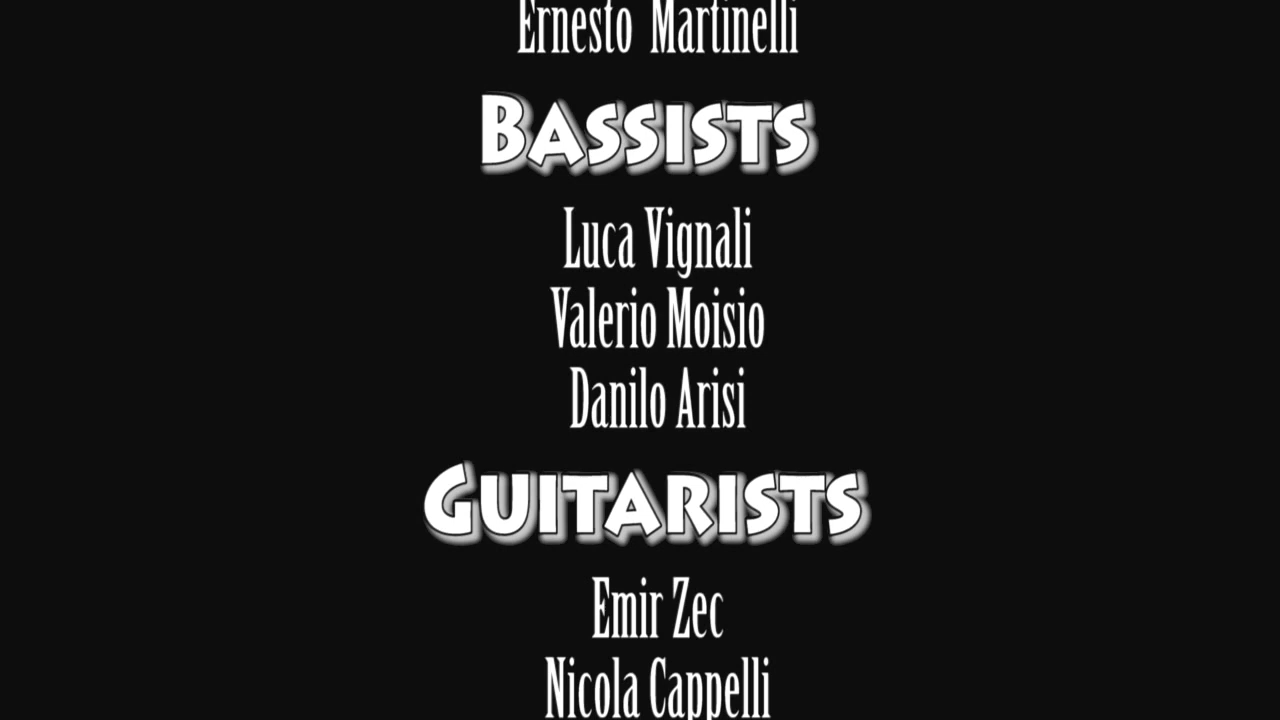 Ernesto Martinelli
BASSISTS
Luca Vignali
Valerio Moisio
Danilo Arisi
GUITARISTS
Emir Zec
Nicola Cappelli